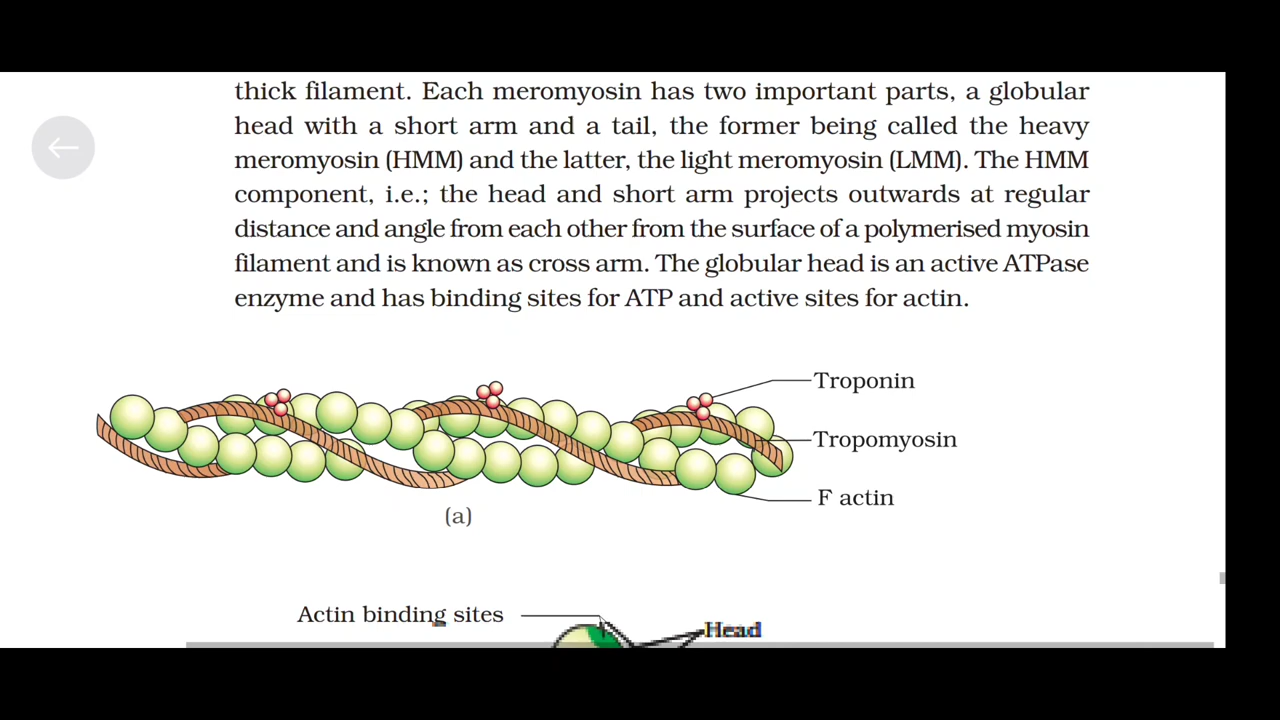 thick filament. Each meromyosin has two important parts, a globular
head with a short arm and a tail, the former being called the heavy
meromyosin (HMM) and the latter, the light meromyosin (LMM). The HMM
component, i.e.; the head and short arm projects outwards at regular
distance and angle from each other from the surface of a polymerised myosin
filament and is known as cross arm. The globular head is an active ATPase
enzyme and has binding sites for ATP and active sites for actin.
Troponin
Tropomyosin
F actin
(a)
Actin binding sites
Head